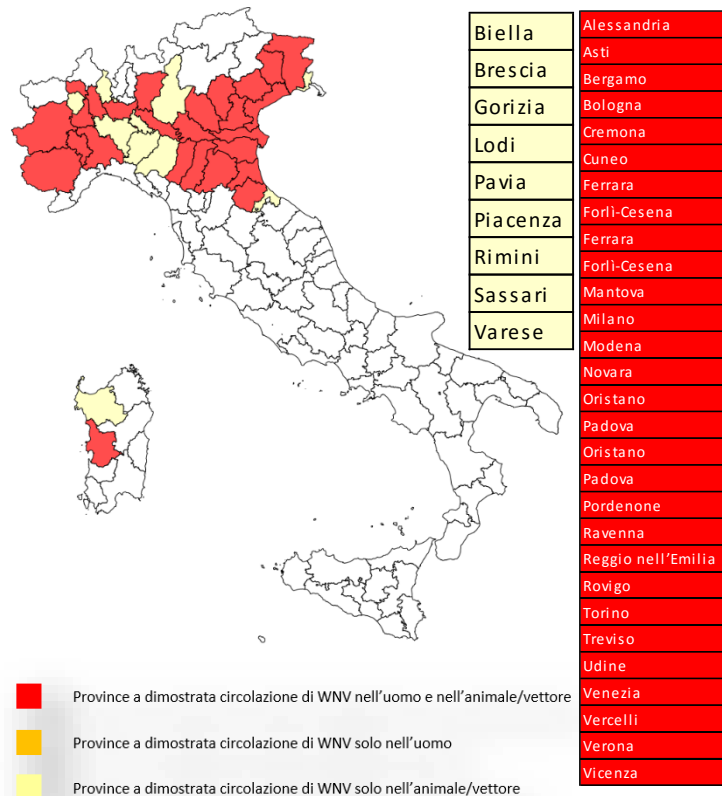 Biella
Brescia
Gorizia
Lodi
Pavia
Piacenza
Rimini
Sassari
Varese
Alessandria
Asti
Bergamo
Bologna
Cremona
Cuneo
Ferrara
Forlì-Cesena
Ferrara
Forlì-Cesena
Mantova
Milano
Modena
Novara
Oristano
Padova
Oristano
Padova
Pordenone
Ravenna
Reggio nell'Emilia
Rovigo
Torino
Treviso
Udine
Venezia
Vercelli
Verona
Vicenza
Province a dimostrata circolazione di WNV nell'uomo e nell'animale/vettore
Province a dimostrata circolazione di WNV solo nell'uomo
Province a dimostrata circolazione di WNV solo nell'animale/vettore